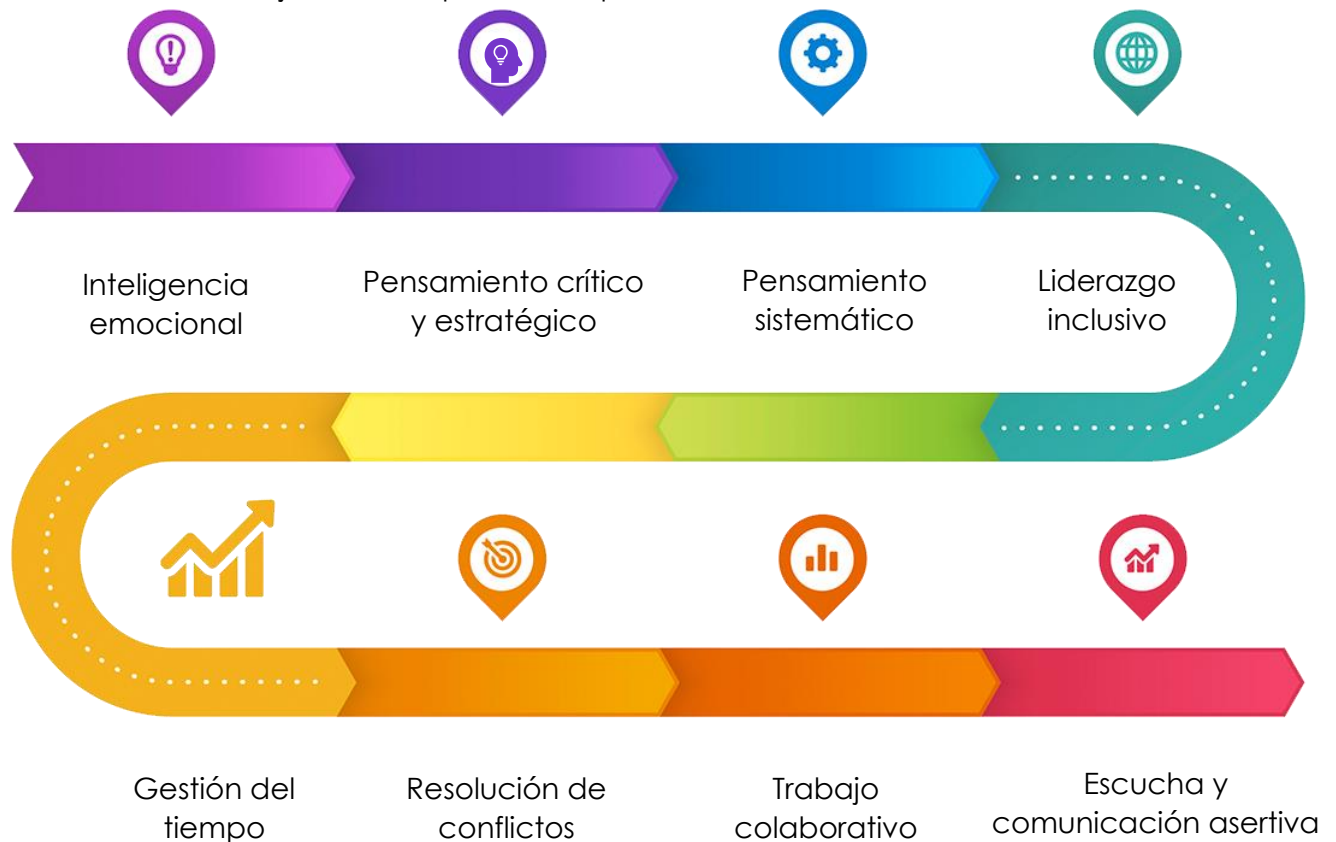 Inteligencia
emocional
Pensamiento crítico
y estratégico
Pensamiento
sistemático
Liderazgo
inclusivo
Gestión del
tiempo
Resolución de
conflictos
Trabajo
colaborativo
Escucha y
comunicación asertiva